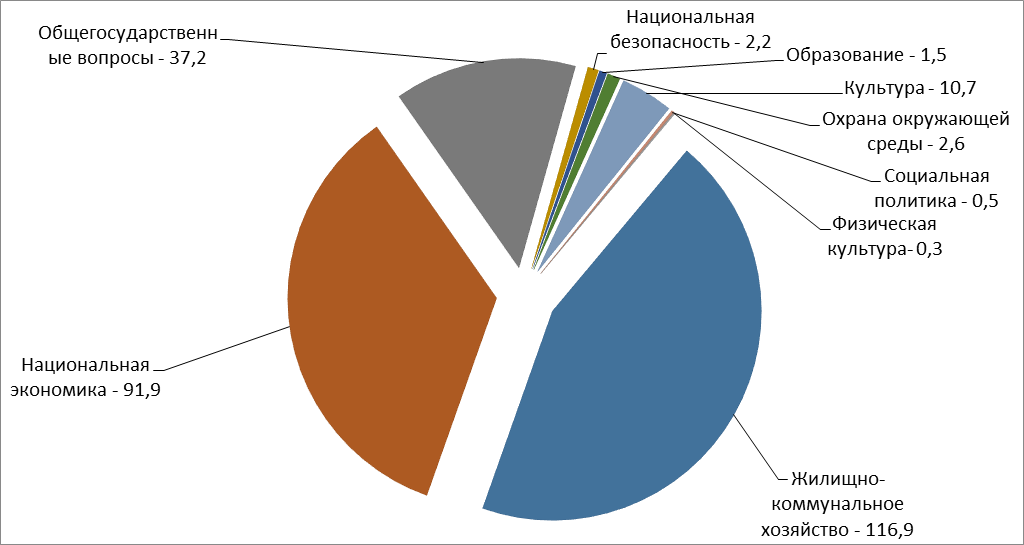 Общегосударственн
ые вопросы - 37,2
Национальная
безопасность - 2,2
Образование - 1,5
Культура - 10,7
Охрана окружающей
среды - 2,6
Социальная
политика - 0,5
Физическая
культура- 0,3
Национальная
экономика - 91,9
Жилищно-
коммунальное
хозяйство - 116,9